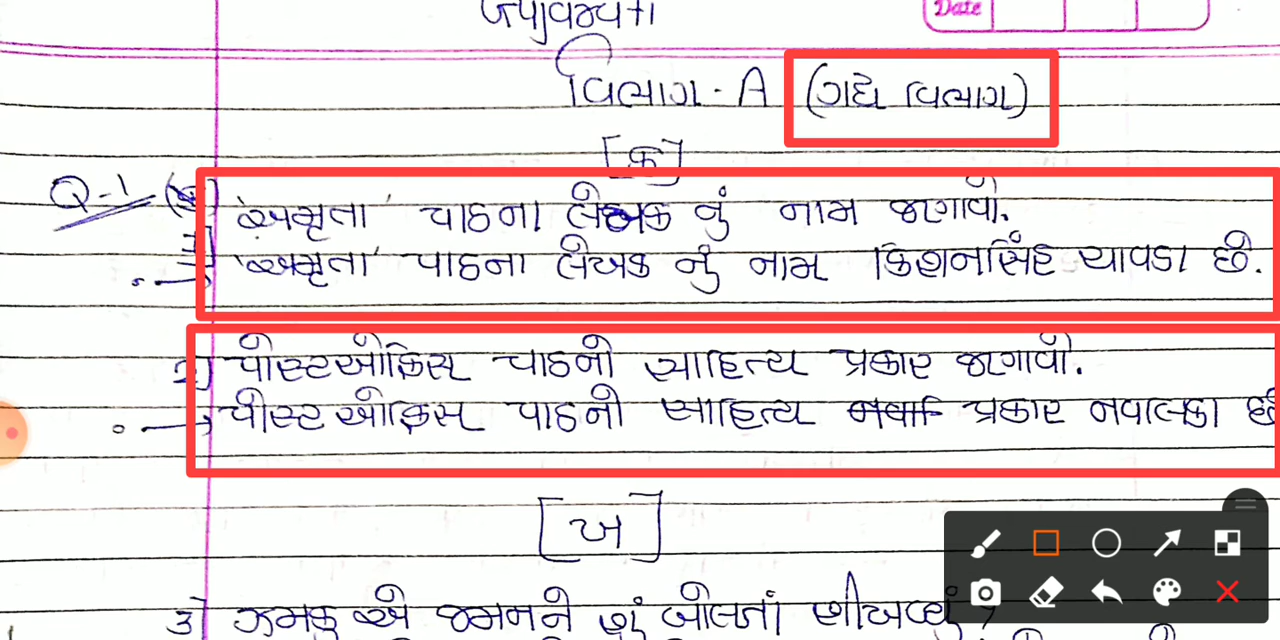 Date
વિભાગ - A (ગદ્ય વિભાગ)
[ક]
Q-1
1] 'અમૃતા' પાઠના લેખક નું નામ જણાવો.
→ 'અમૃતા' પાઠના લેખક નું નામ કિશનસિંહ ચાવડા છે.
2) પોસ્ટઓફિસ પાઠનો સાહિત્ય પ્રકાર જણાવો.
→ પોસ્ટ ઓફિસ પાઠનો સાહિત્ય પ્રકાર નવલિકા છે
[ખ]
3] ઝમકુ એ જમનને શું બોલતાં શીખવ્યું?